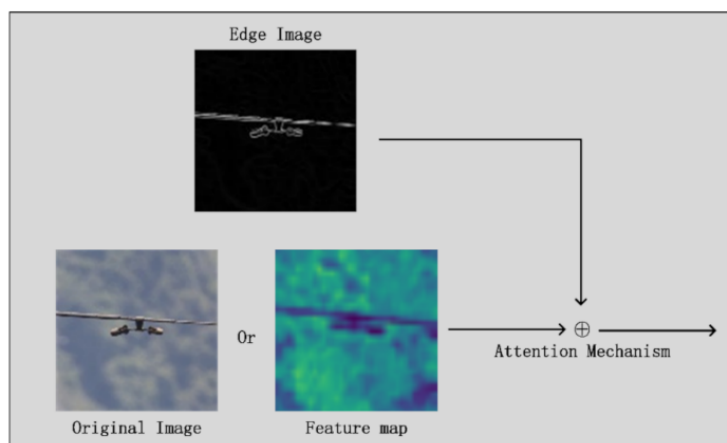 Edge Image
Or
Attention Mechanism
Original Image
Feature map